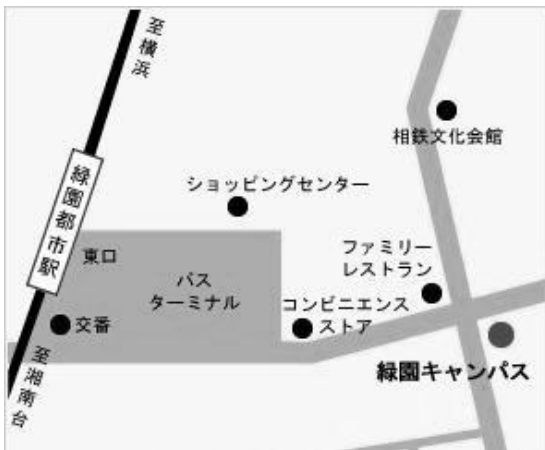 至横浜
緑園都市駅
相鉄文化会館
ショッピングセンター
東口
バス
ターミナル
ファミリー
レストラン
コンビニエンス
ストア
交番
緑園キャンパス
至湘南台